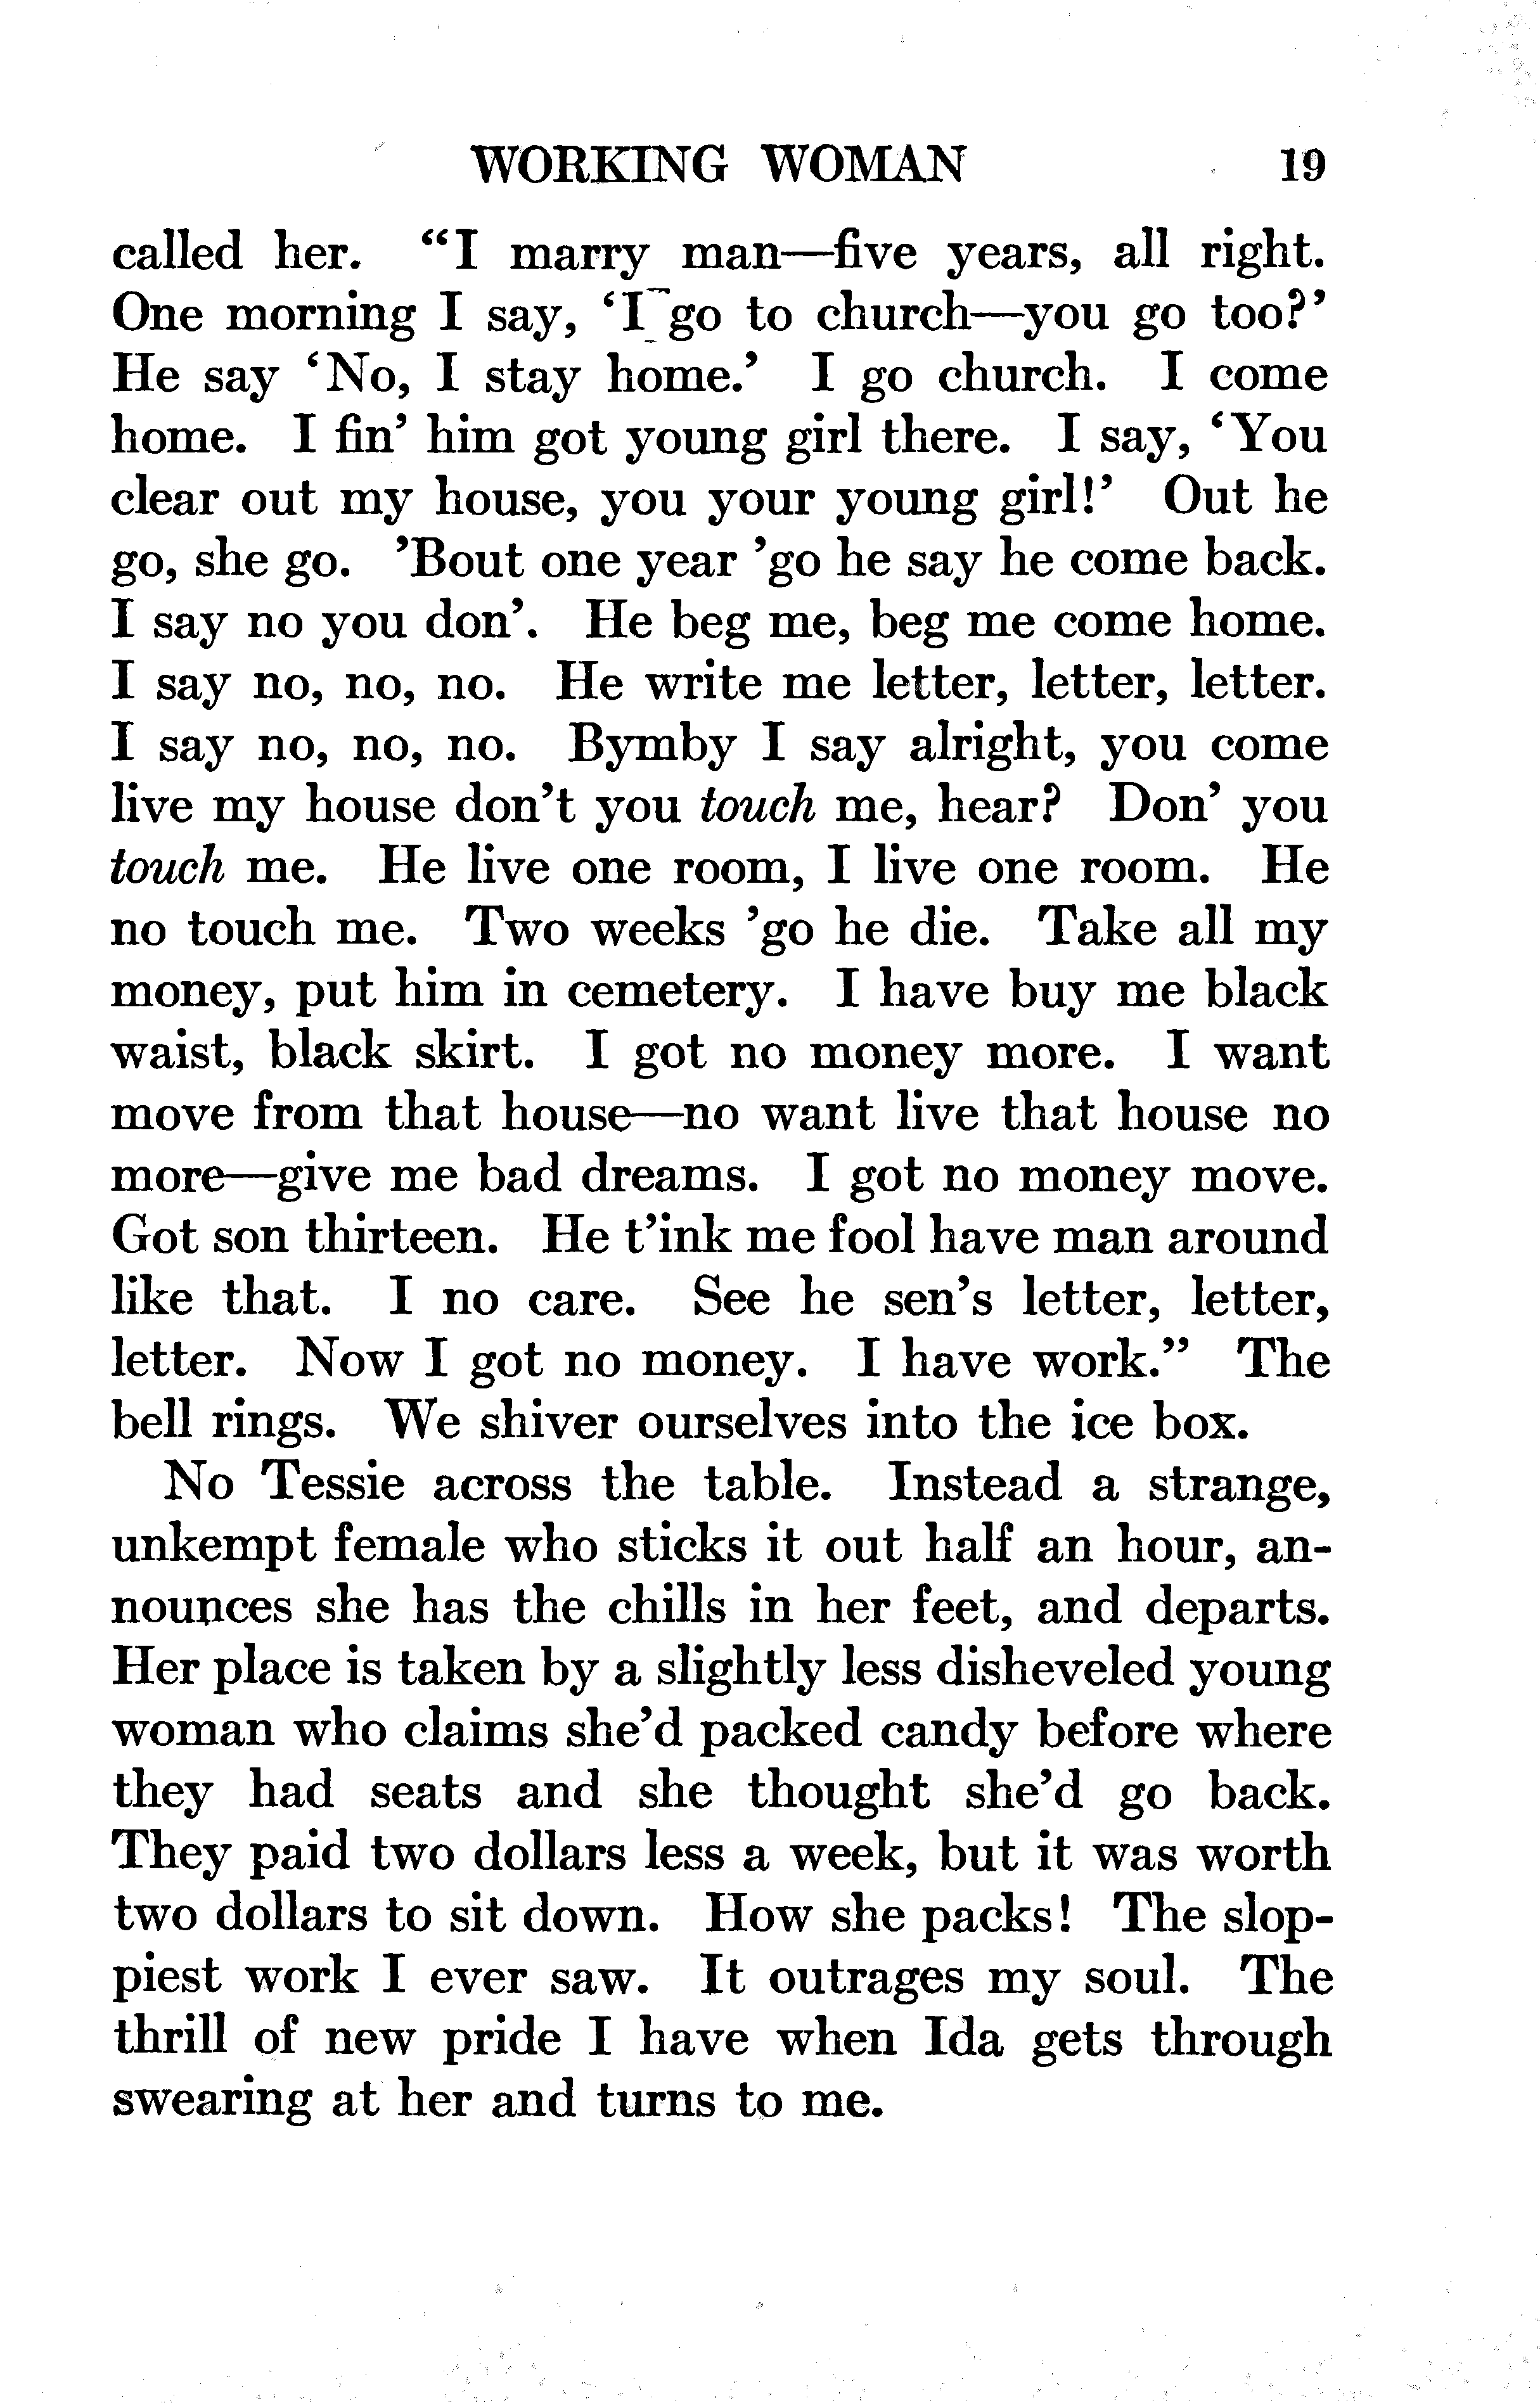 WORKING WOMAN 19
called her. “I marry man—five years, all right.
One morning I say, ‘I go to church—you go too?’
He say ‘No, I stay home.’ I go church. I come
home. I fin’ him got young girl there. I say, ‘You
clear out my house, you your young girl!’ Out he
go, she go. ’Bout one year ’go he say he come back.
I say no you don’. He beg me, beg me come home.
I say no, no, no. He write me letter, letter, letter.
I say no, no, no. Bymby I say alright, you come
live my house don’t you touch me, hear? Don’ you
touch me. He live one room, I live one room. He
no touch me. Two weeks ’go he die. Take all my
money, put him in cemetery. I have buy me black
waist, black skirt. I got no money more. I want
move from that house—no want live that house no
more—give me bad dreams. I got no money move.
Got son thirteen. He t’ink me fool have man around
like that. I no care. See he sen’s letter, letter,
letter. Now I got no money. I have work.” The
bell rings. We shiver ourselves into the ice box.
No Tessie across the table. Instead a strange,
unkempt female who sticks it out half an hour, an-
nounces she has the chills in her feet, and departs.
Her place is taken by a slightly less disheveled young
woman who claims she’d packed candy before where
they had seats and she thought she’d go back.
They paid two dollars less a week, but it was worth
two dollars to sit down. How she packs! The slop-
piest work I ever saw. It outrages my soul. The
thrill of new pride I have when Ida gets through
swearing at her and turns to me.